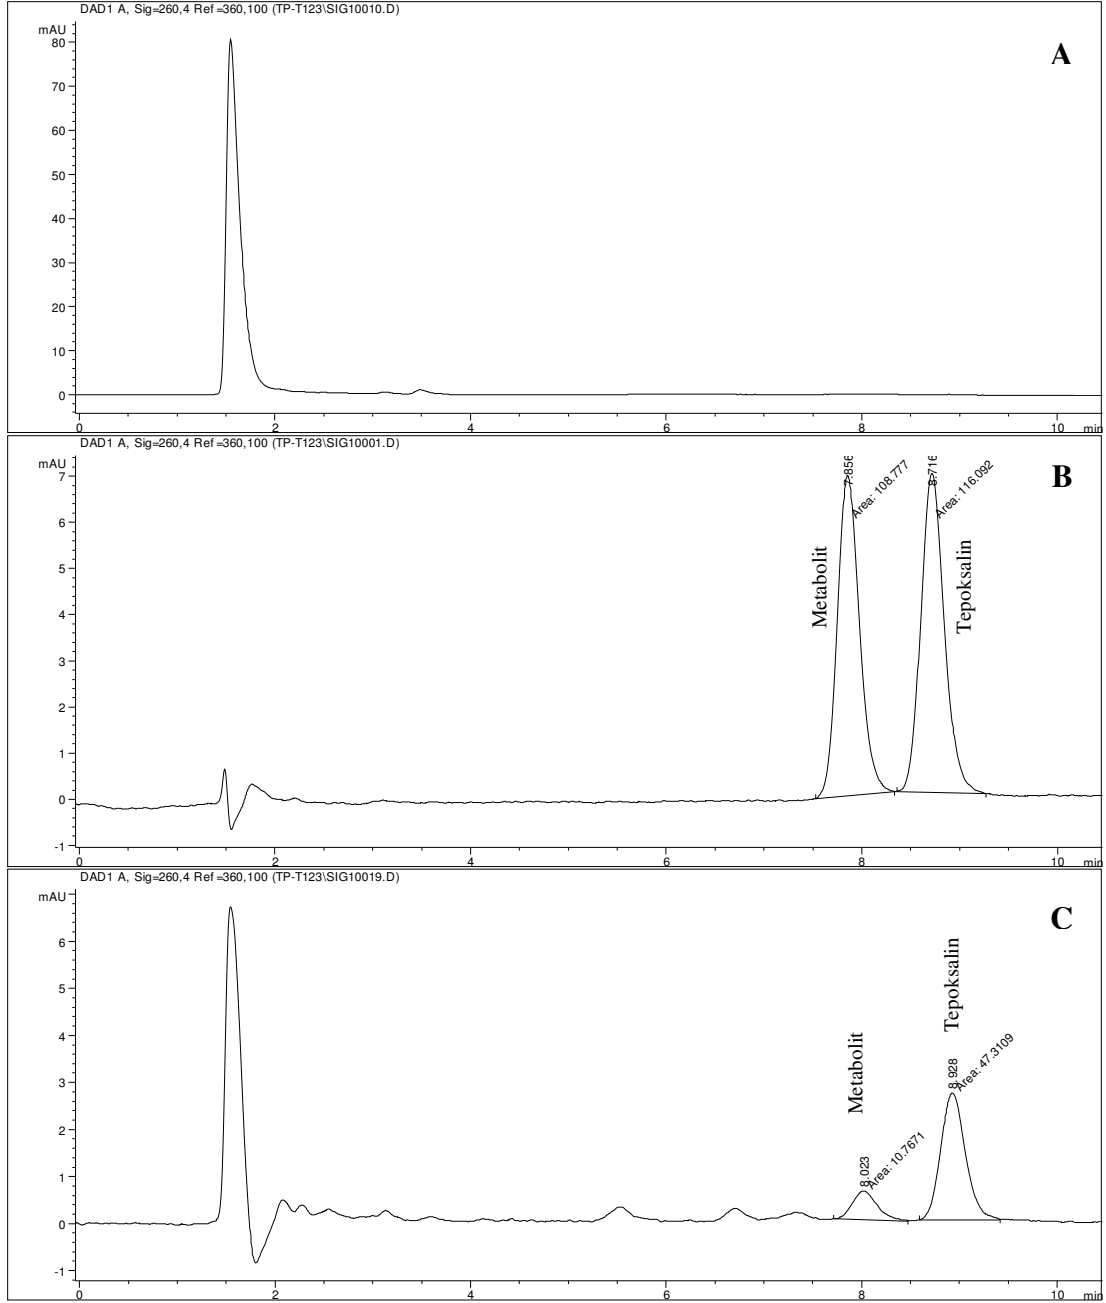 DAD1 A, Sig=260,4 Ref=360,100 (TP-T123\SIG10010.D)
mAU
A
80
70
60
50
40
30
20
10
0
0 2 4 6 8 10 min
DAD1 A, Sig=260,4 Ref=360,100 (TP-T123\SIG10001.D)
mAU
B
7.856
Area: 108.777
8.716
Area: 116.092
Metabolit
Tepoksalin
7
6
5
4
3
2
1
0
-1
0 2 4 6 8 10 min
DAD1 A, Sig=260,4 Ref=360,100 (TP-T123\SIG10019.D)
mAU
C
Tepoksalin
Metabolit
8.928
Area: 47.3109
8.023
Area: 10.7671
6
5
4
3
2
1
0
-1
0 2 4 6 8 10 min